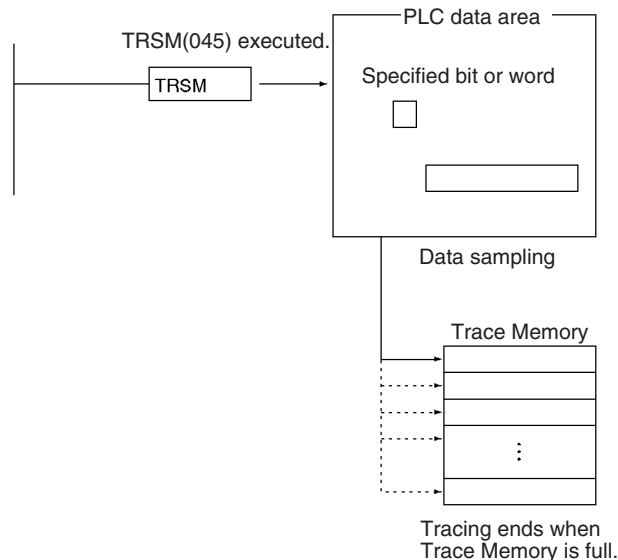 PLC data area
TRSM(045) executed.
TRSM
Specified bit or word
Data sampling
Trace Memory
Tracing ends when
Trace Memory is full.